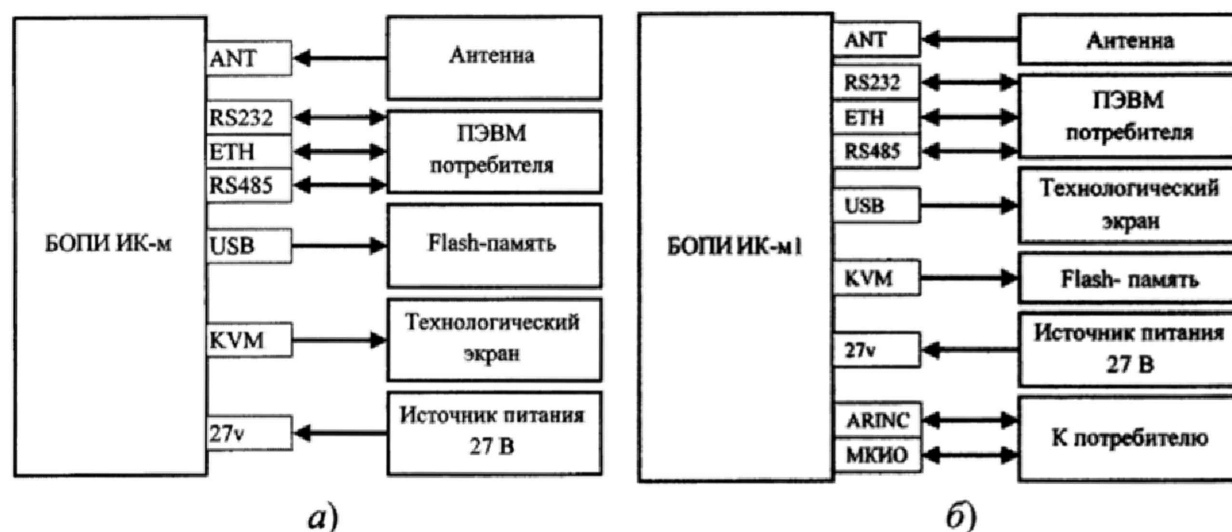 БОПИ ИК-м
ANT
RS232
ETH
RS485
USB
KVM
27v
Антенна
ПЭВМ
потребителя
Flash-память
Технологический
экран
Источник питания
27 В
а)
БОПИ ИК-м1
ANT
RS232
ETH
RS485
USB
KVM
27v
ARINC
МКИО
Антенна
ПЭВМ
потребителя
Технологический
экран
Flash- память
Источник питания
27 В
К потребителю
б)